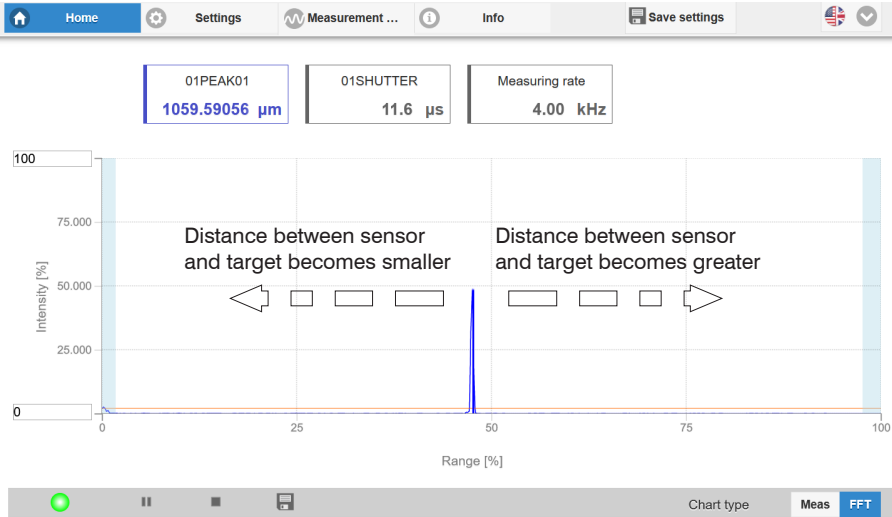 Home
Settings
Measurement ...
Info
Save settings
01PEAK01
1059.59056 µm
01SHUTTER
11.6 µs
Measuring rate
4.00 kHz
100
75.000
50.000
25.000
0
Intensity [%]
Distance between sensor
and target becomes smaller
Distance between sensor
and target becomes greater
0
25
50
75
100
Range [%]
Chart type
Meas
FFT